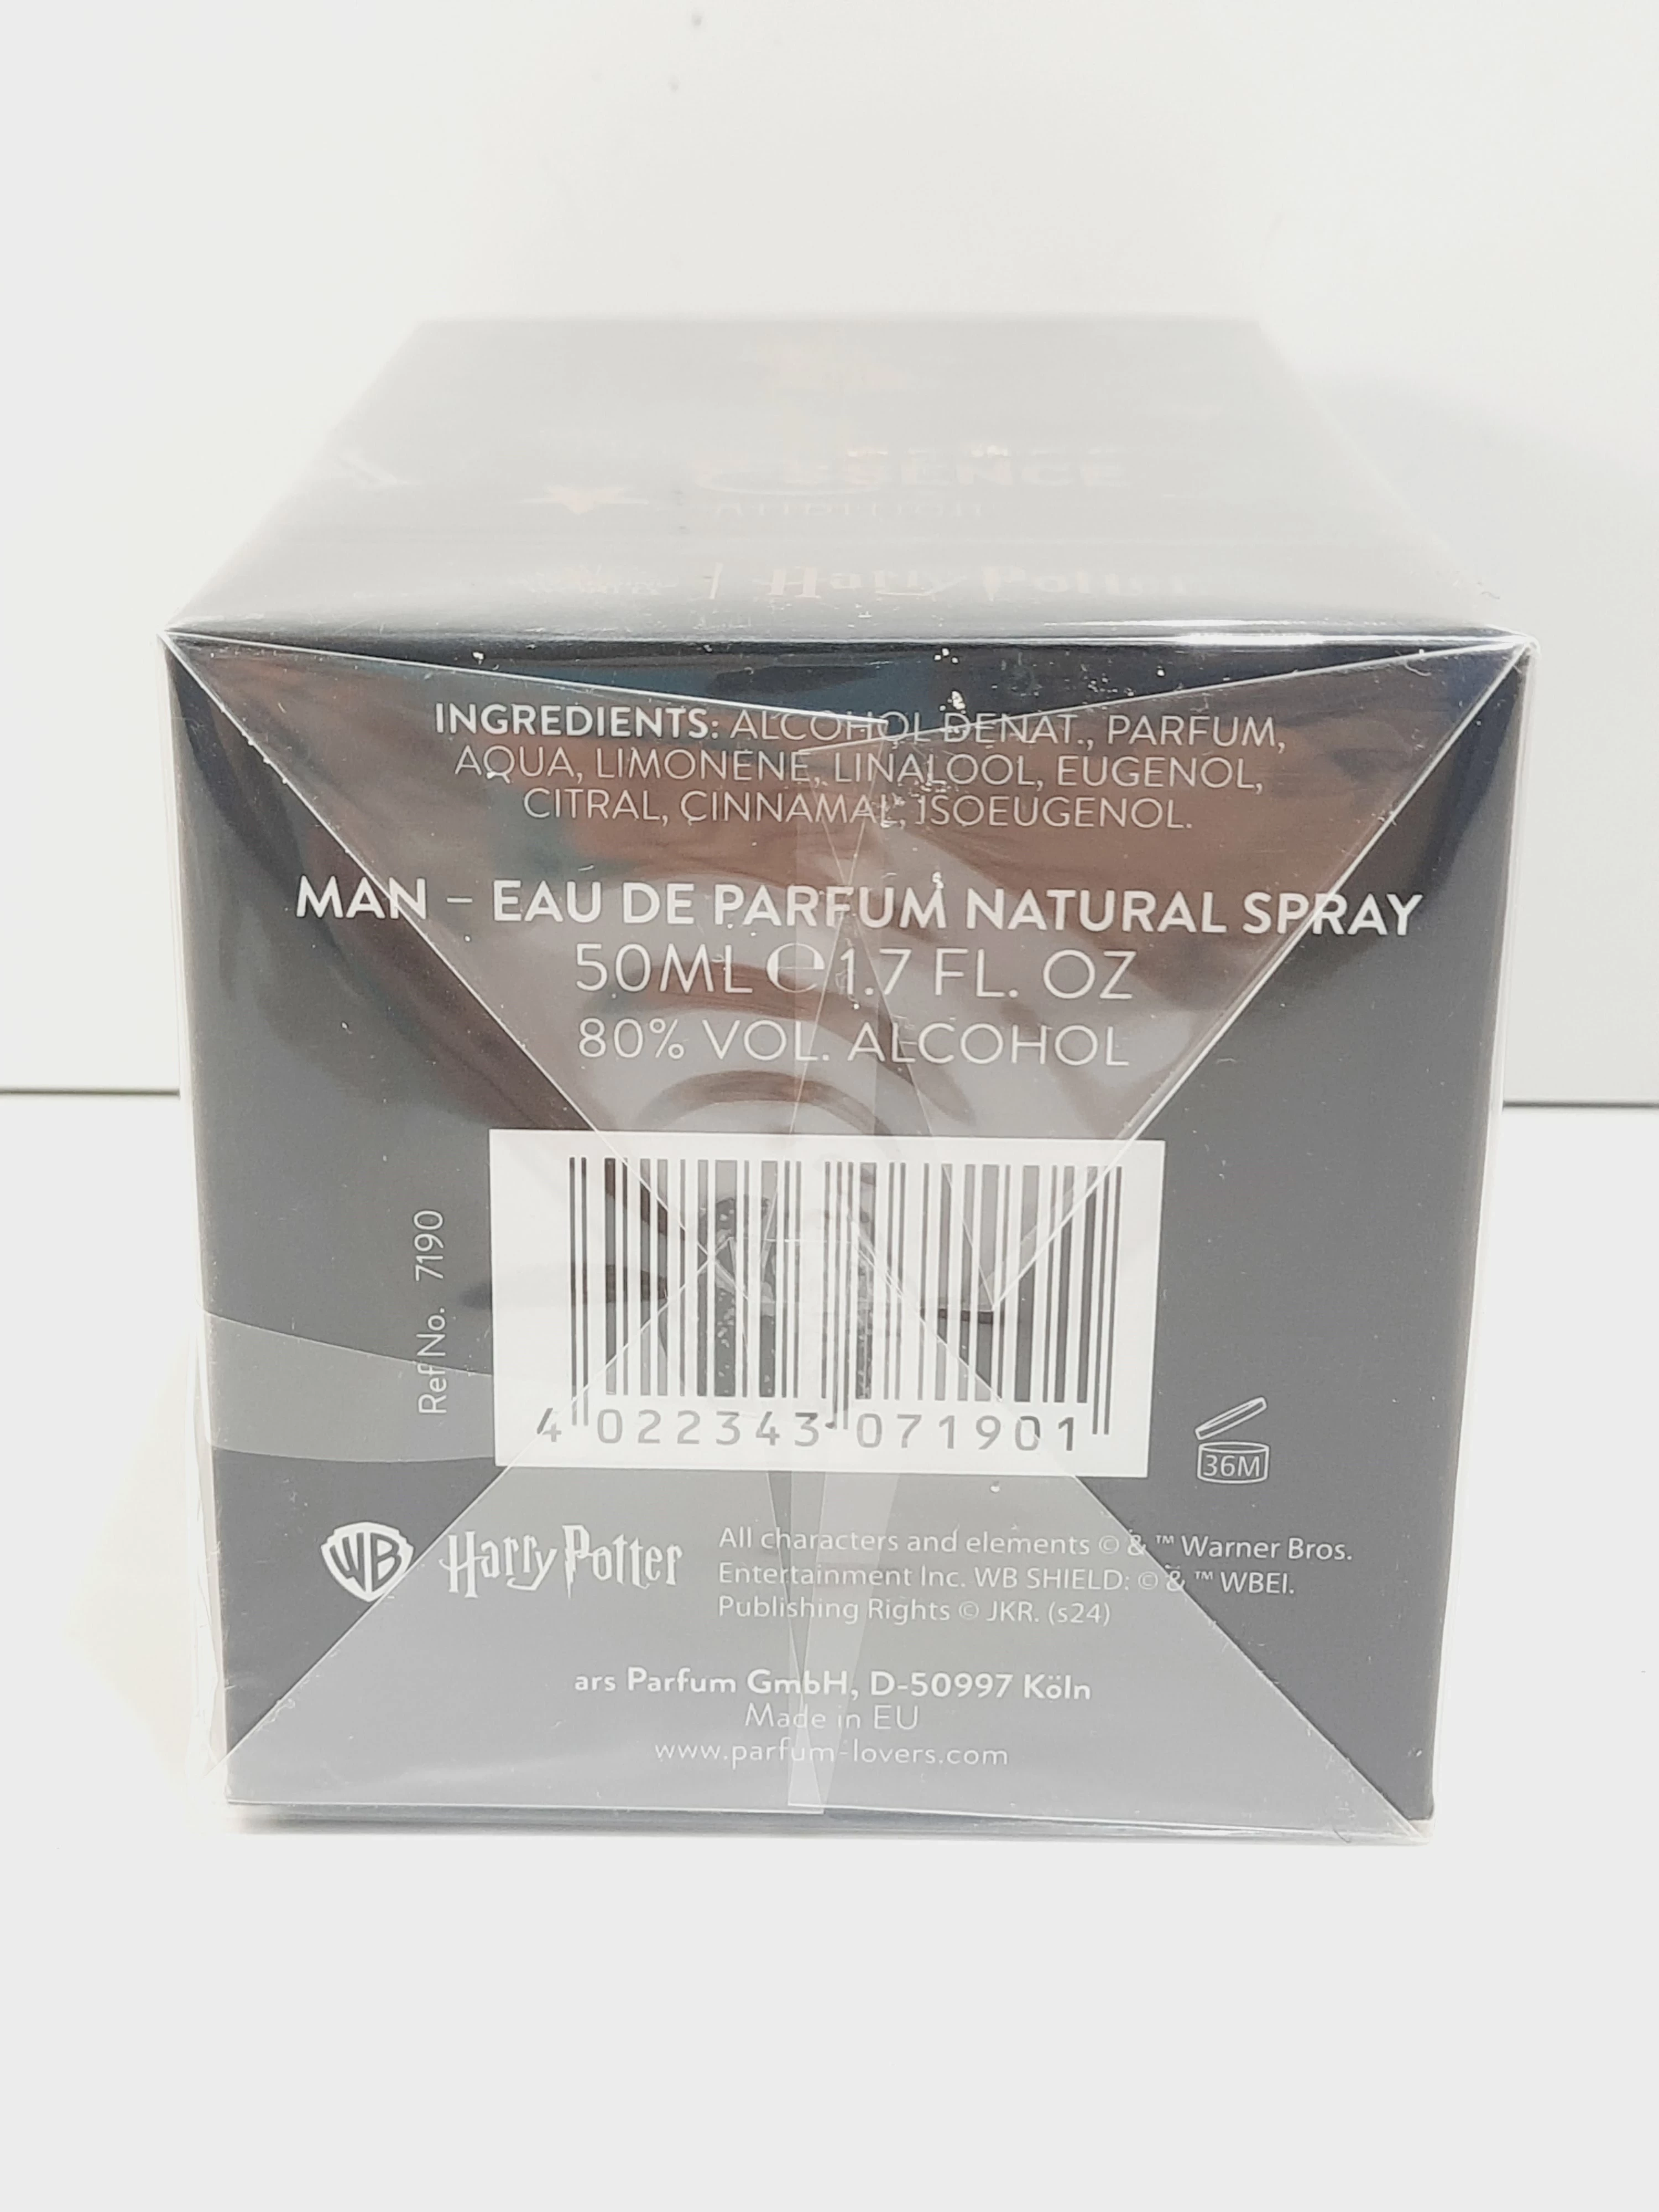 Harry Potter
INGREDIENTS: ALCOHOL DENAT., PARFUM,
AQUA, LIMONENE, LINALOOL, EUGENOL,
CITRAL, CINNAMAL, ISOEUGENOL.
MAN – EAU DE PARFUM NATURAL SPRAY
50ML ℮ 1.7 FL. OZ
80% VOL. ALCOHOL
Ref No. 7190
4 022343 071901
36M
WB Harry Potter
All characters and elements © & ™ Warner Bros.
Entertainment Inc. WB SHIELD: © & ™ WBEI.
Publishing Rights © JKR. (s24)
ars Parfum GmbH, D-50997 Köln
Made in EU
www.parfum-lovers.com